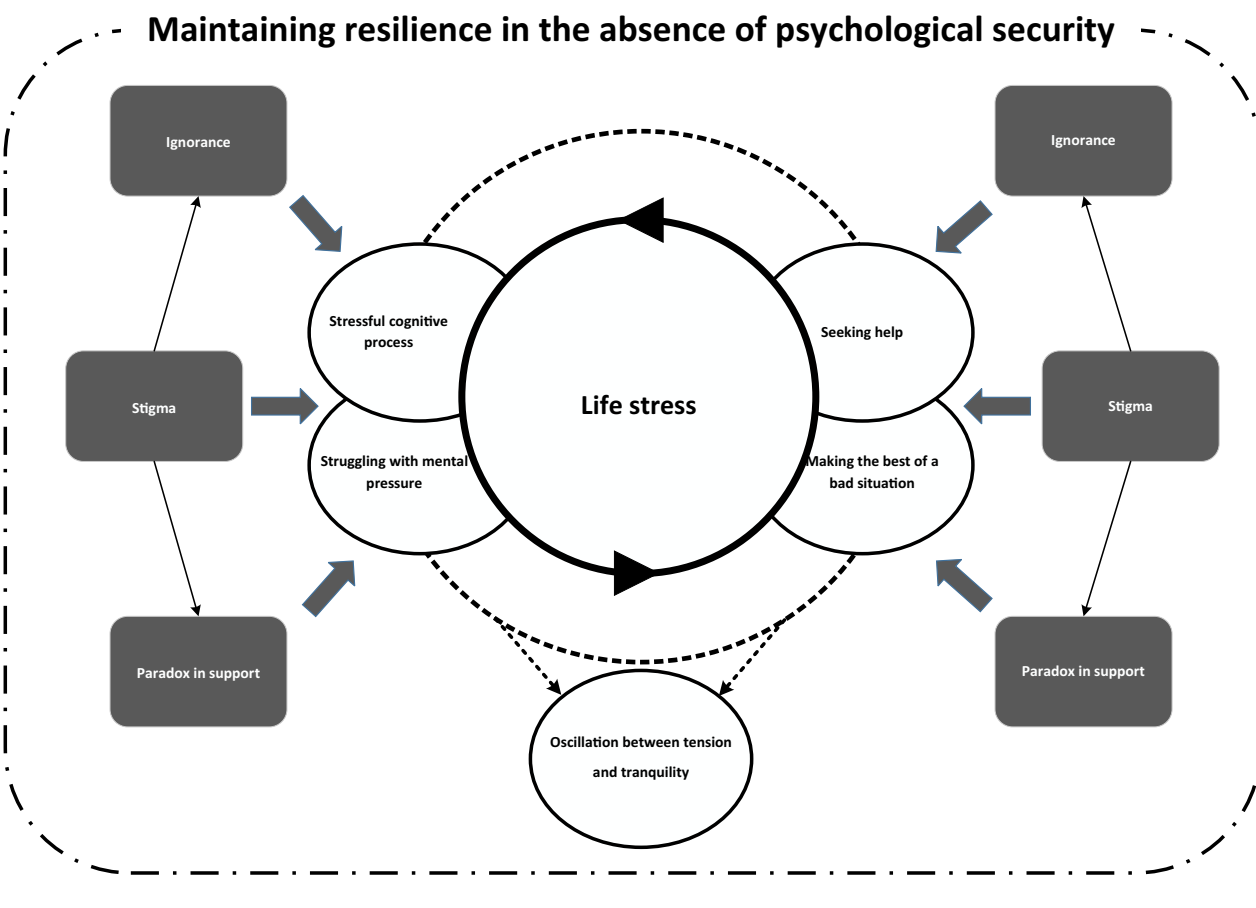 Maintaining resilience in the absence of psychological security
Ignorance
Ignorance
Stressful cognitive
process
Seeking help
Life stress
Stigma
Stigma
Struggling with mental
pressure
Making the best of a
bad situation
Paradox in support
Paradox in support
Oscillation between tension
and tranquility